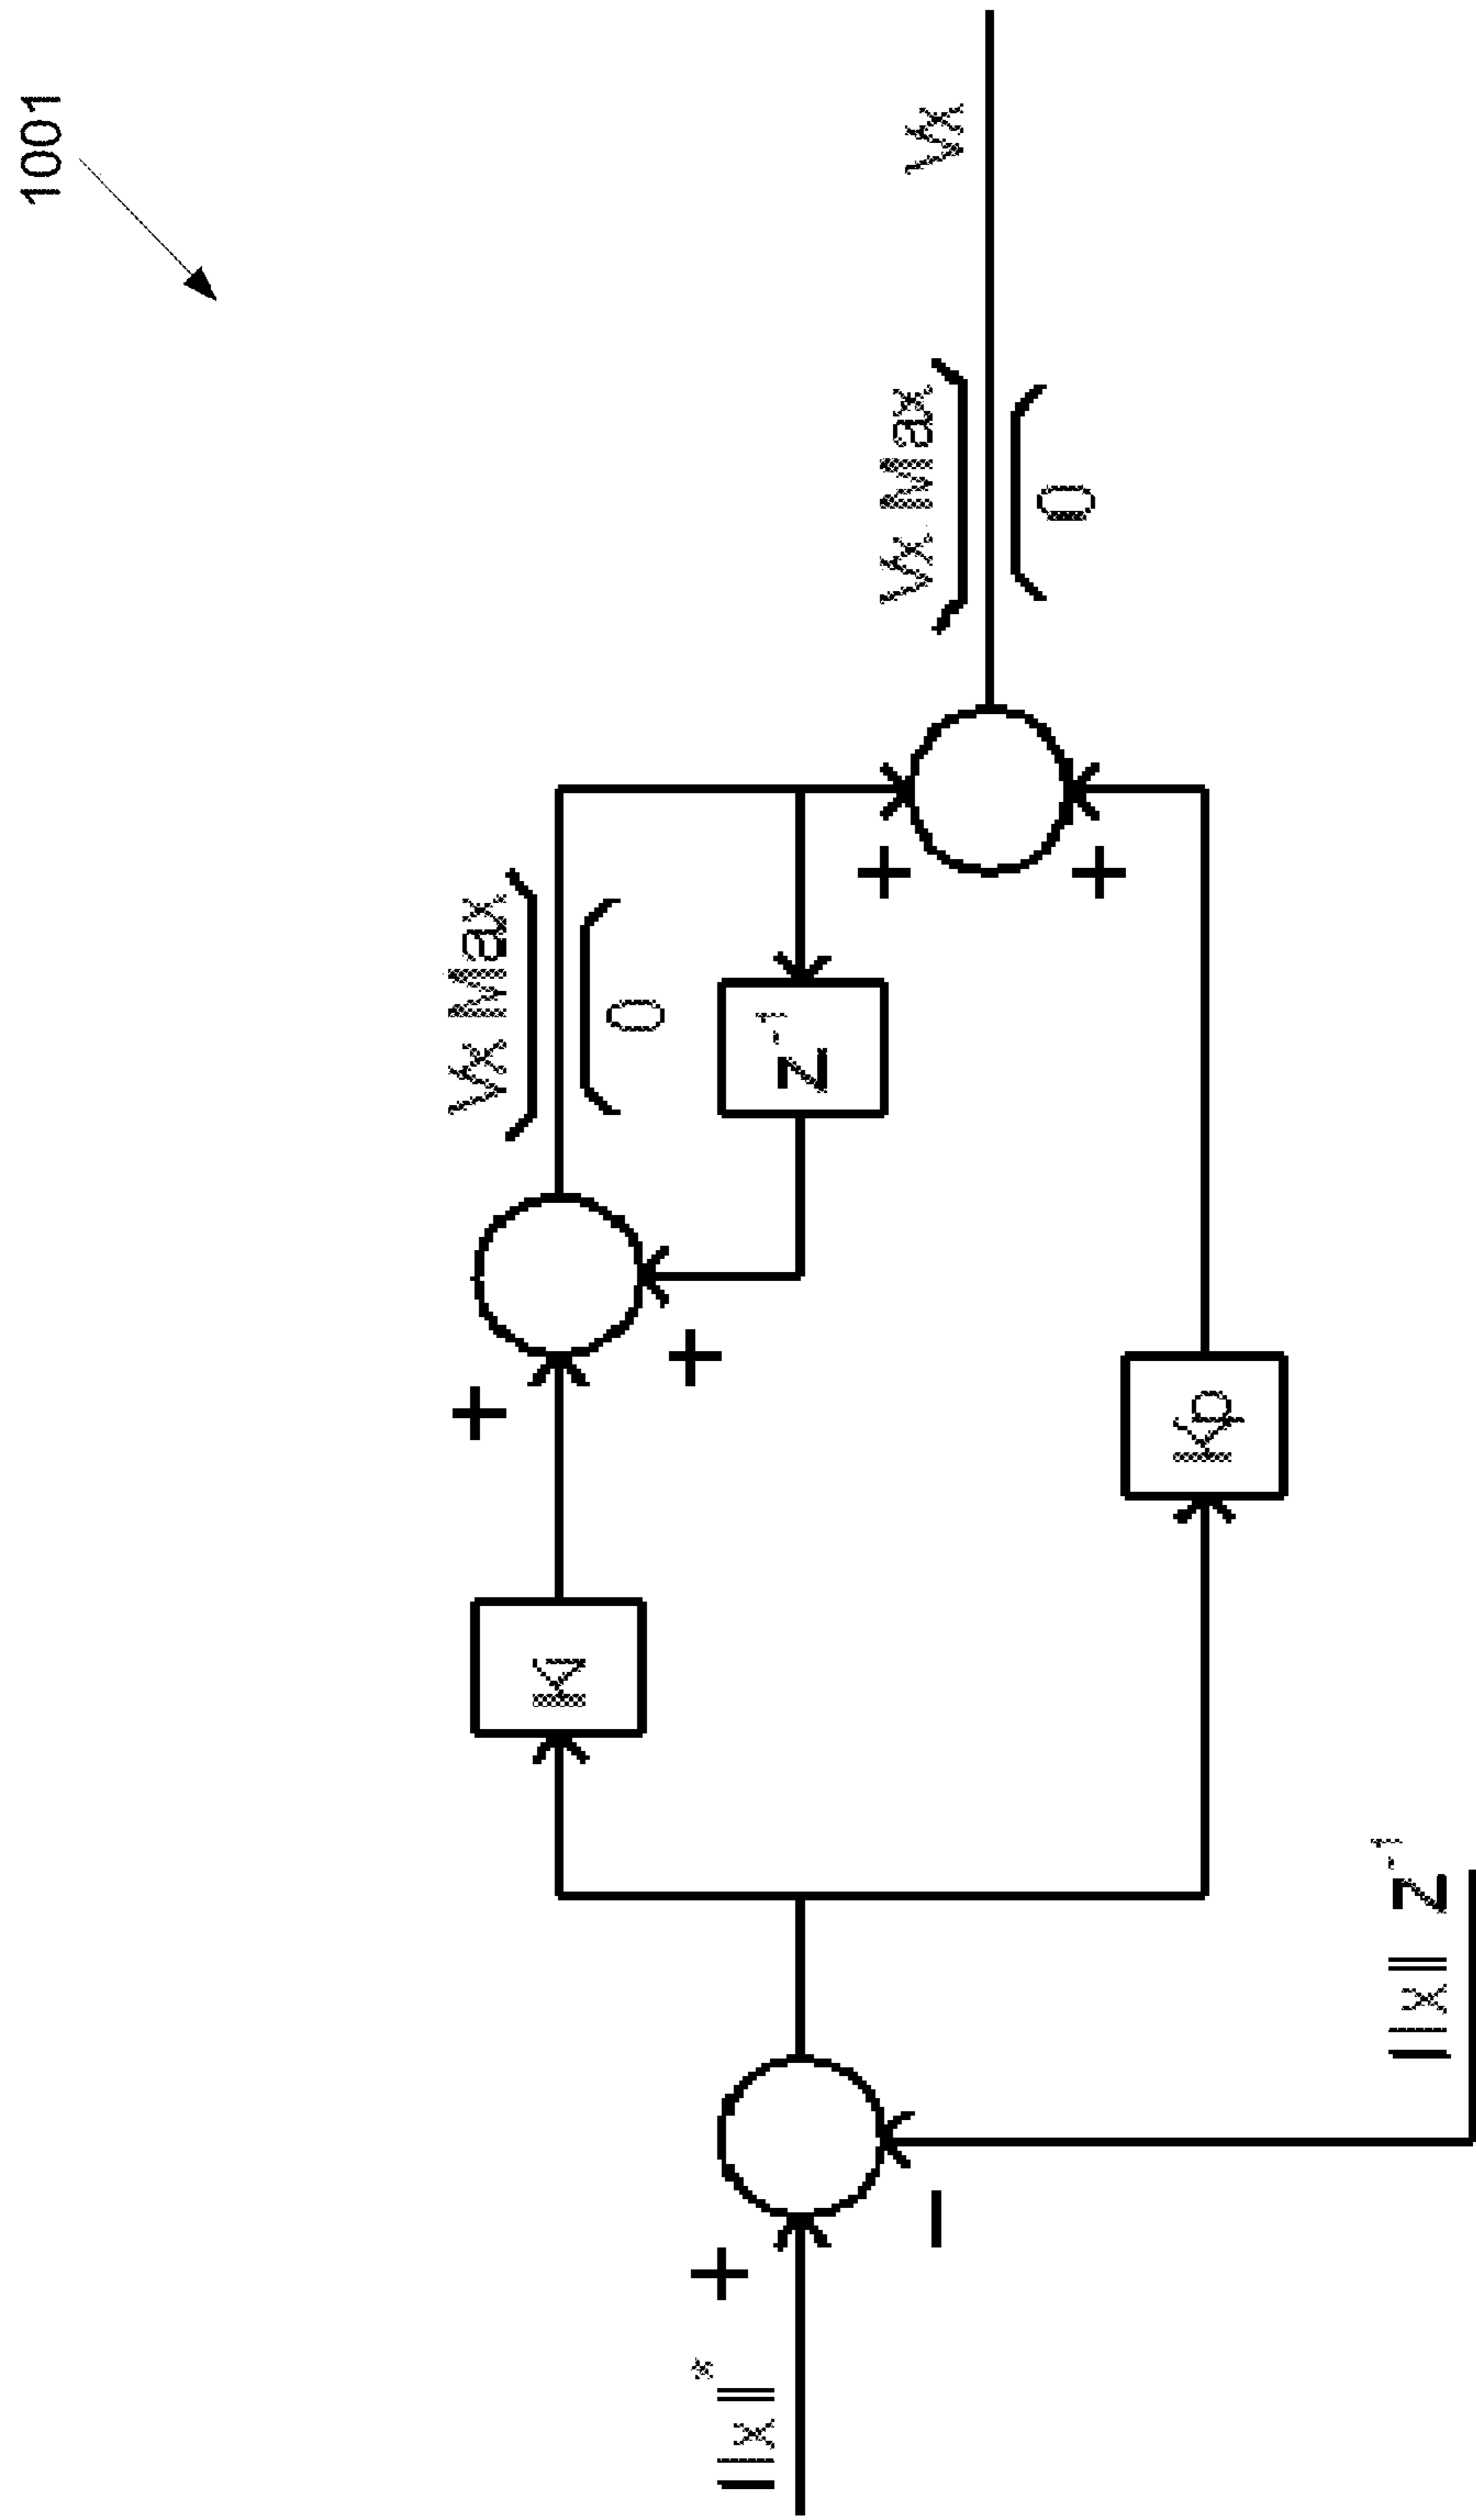 1001
||x||*
+
−
||x|| z⁻¹
Ki
Kp
+
+
Vx Max.
0
z⁻¹
+
+
Vx Max.
0
Vx